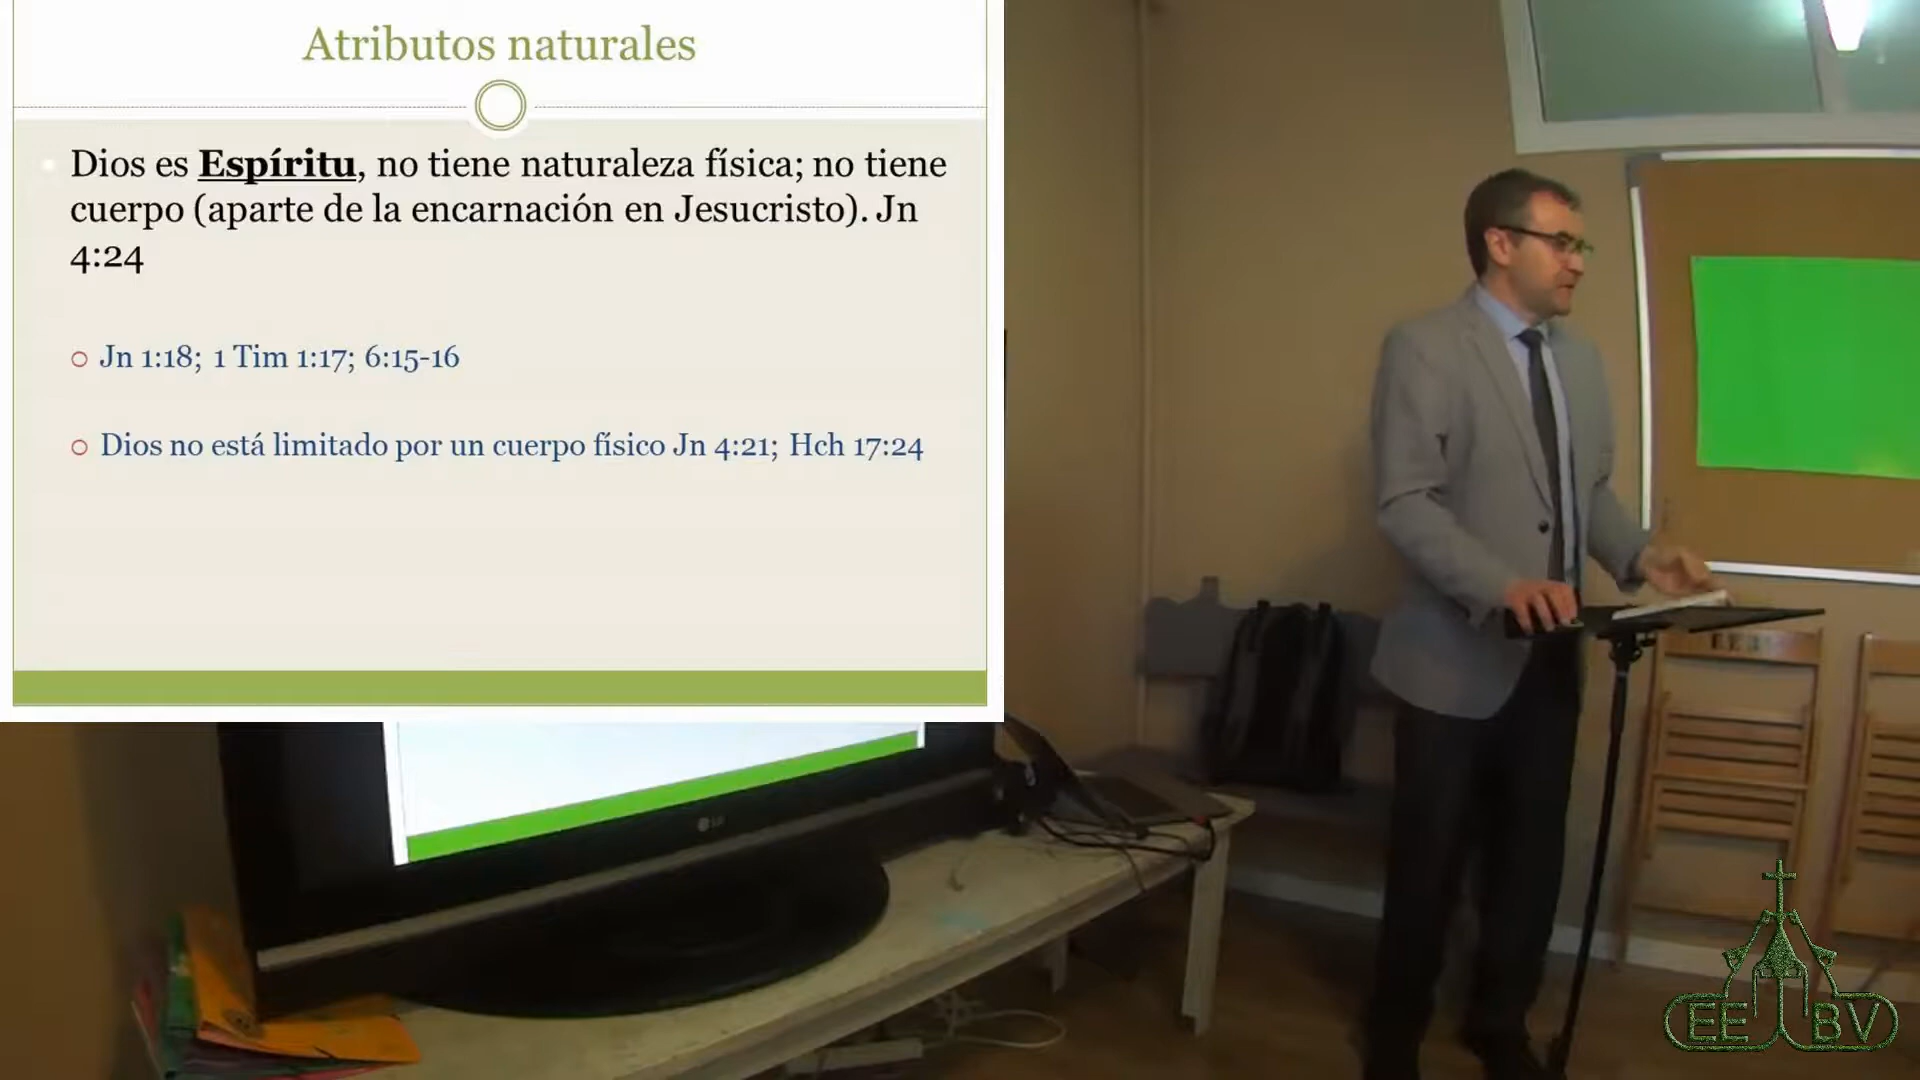 Atributos naturales
Dios es Espíritu, no tiene naturaleza física; no tiene
cuerpo (aparte de la encarnación en Jesucristo). Jn
4:24
Jn 1:18; 1 Tim 1:17; 6:15-16
Dios no está limitado por un cuerpo físico Jn 4:21; Hch 17:24
LG
EE BV